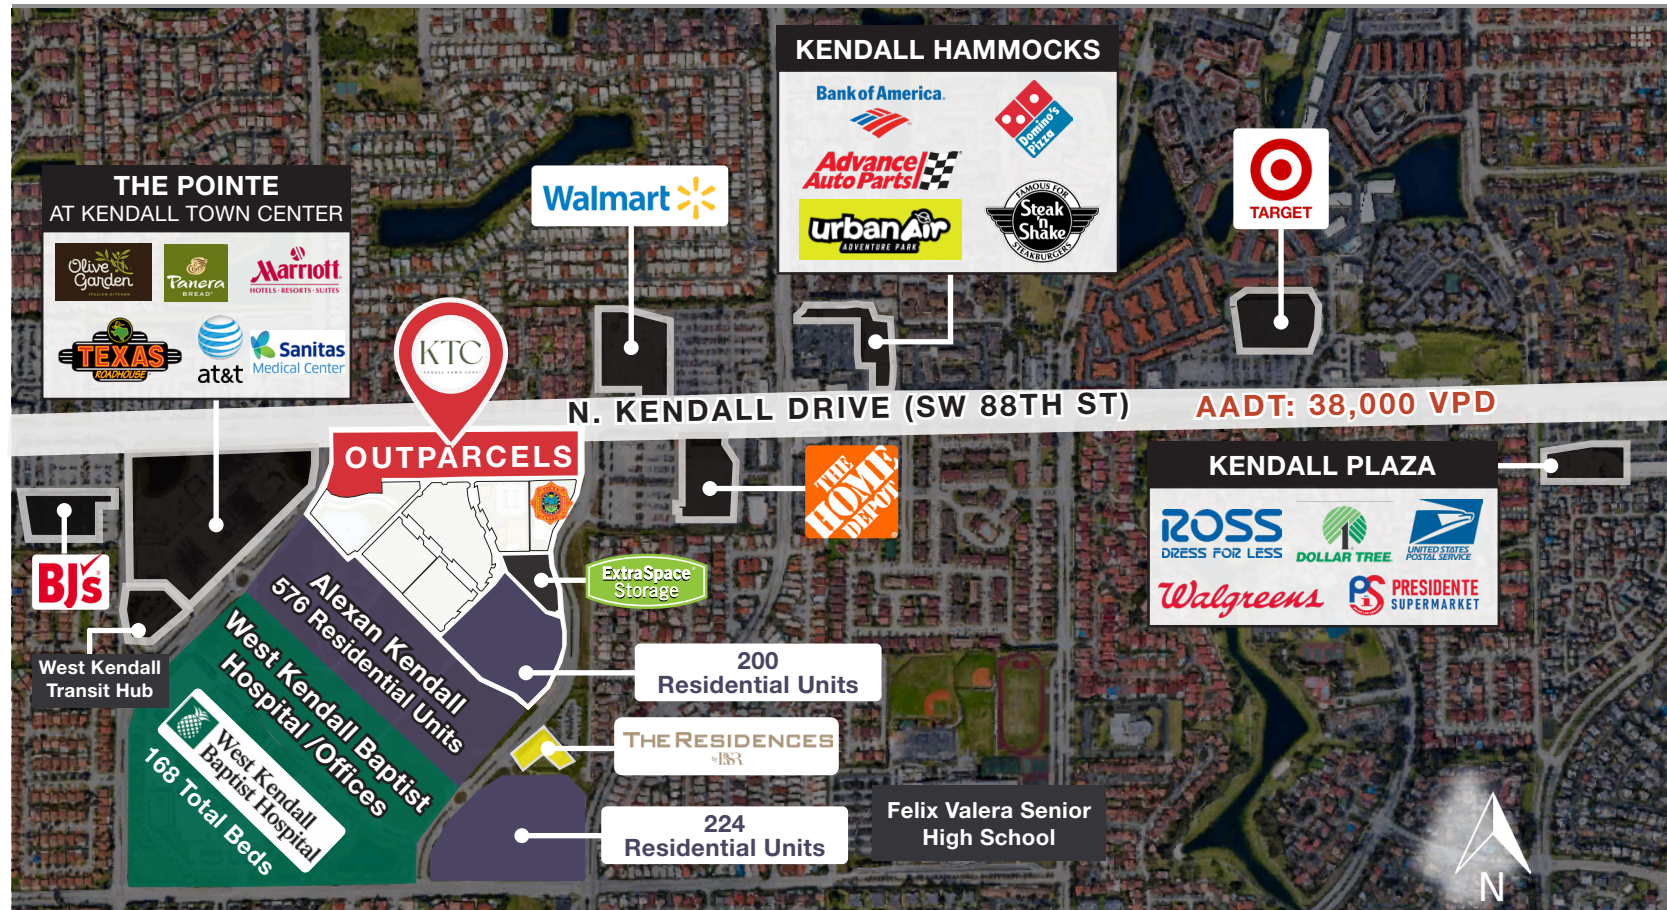 KENDALL HAMMOCKS
Bank of America.
Domino's
Pizza
Advance
Auto Parts
urban Air
ADVENTURE PARK
FAMOUS FOR
Steak
'n
Shake
STEAKBURGERS
TARGET
Walmart
THE POINTE
AT KENDALL TOWN CENTER
Olive
Garden
ITALIAN KITCHEN
Panera
BREAD
Marriott
HOTELS · RESORTS · SUITES
TEXAS
ROADHOUSE
at&t
Sanitas
Medical Center
KTC
N. KENDALL DRIVE (SW 88TH ST)
AADT: 38,000 VPD
OUTPARCELS
THE
HOME
DEPOT
KENDALL PLAZA
ROSS
DRESS FOR LESS
DOLLAR TREE
UNITED STATES
POSTAL SERVICE
Walgreens
PS
PRESIDENTE
SUPERMARKET
BJ's
ExtraSpace
Storage
West Kendall
Transit Hub
Alexan Kendall
576 Residential Units
West Kendall Baptist
Hospital /Offices
West Kendall
Baptist Hospital
168 Total Beds
200
Residential Units
THE RESIDENCES
224
Residential Units
Felix Valera Senior
High School
N